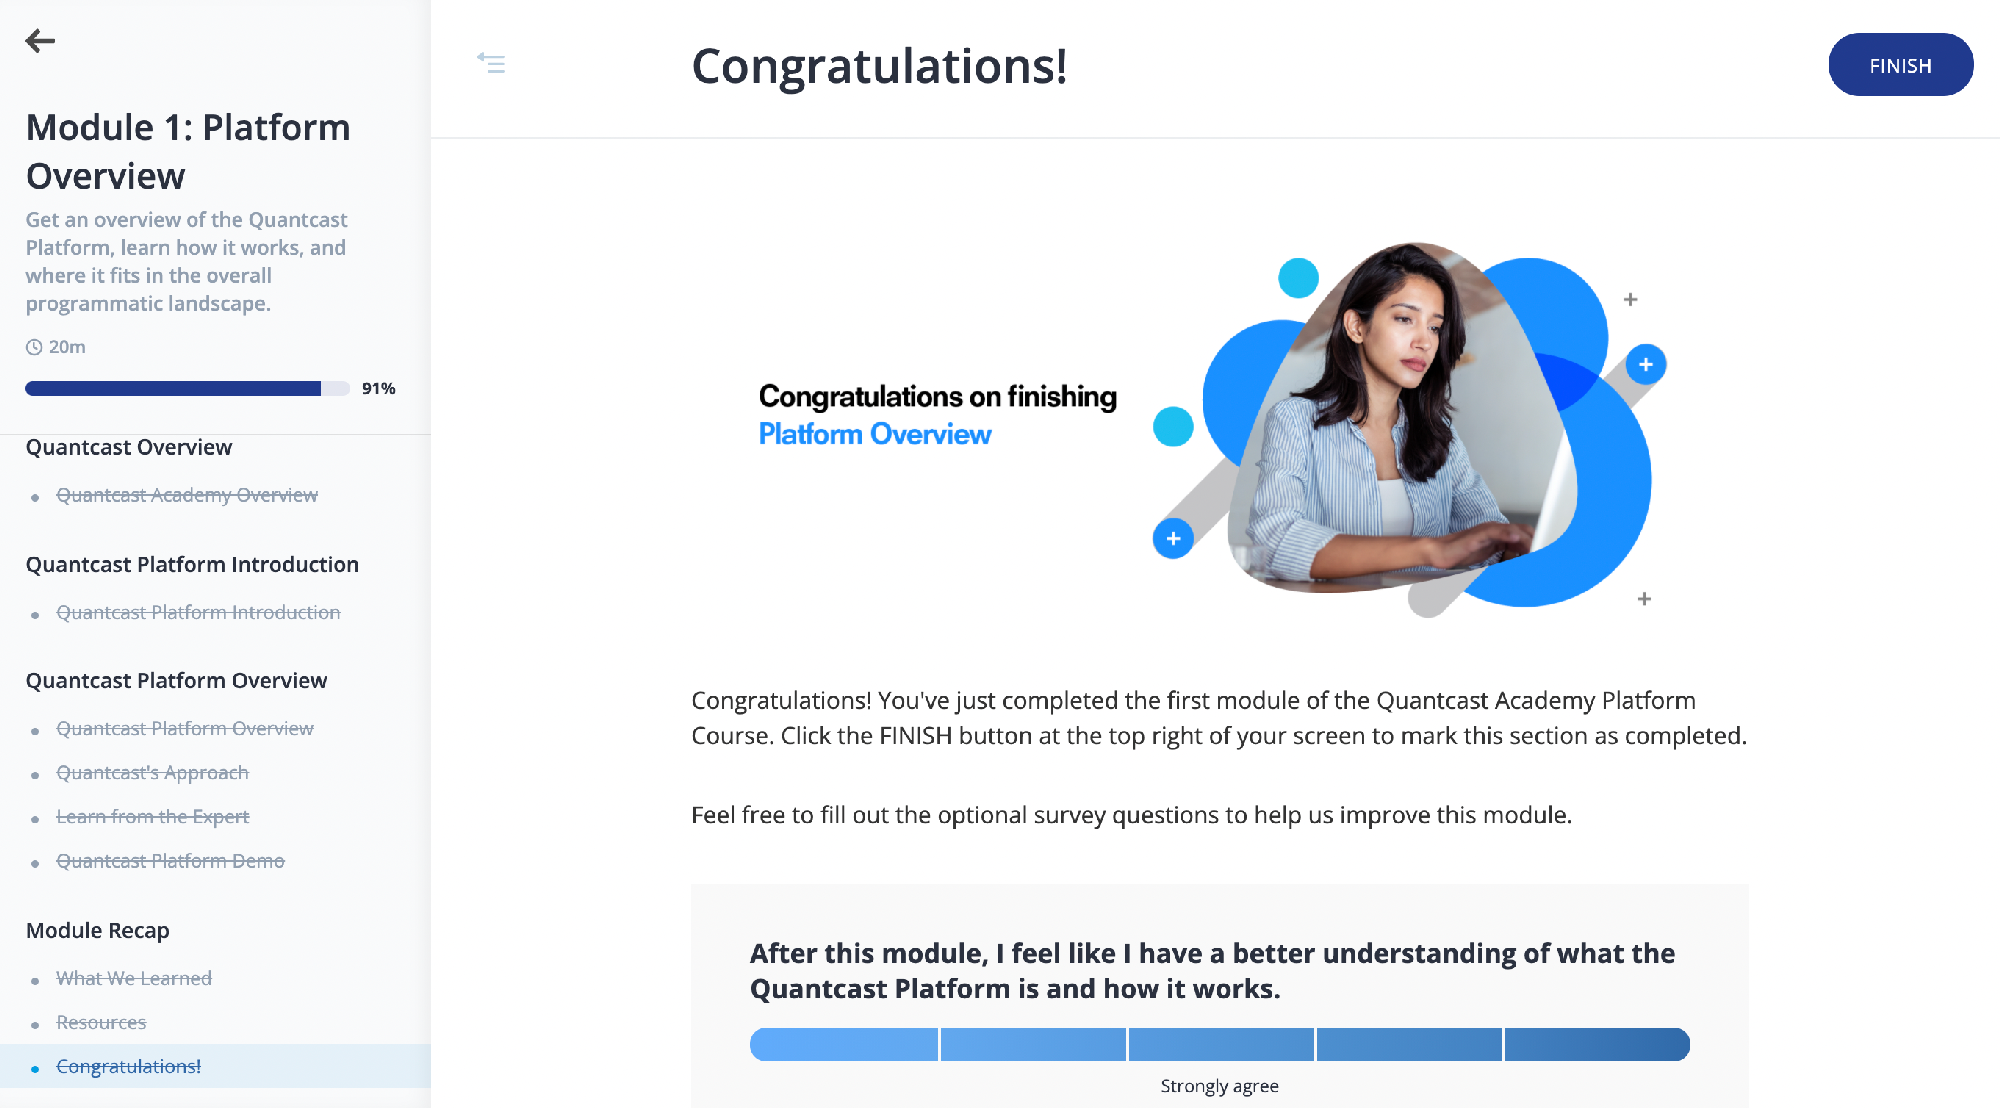 Module 1: Platform
Overview
Get an overview of the Quantcast
Platform, learn how it works, and
where it fits in the overall
programmatic landscape.
20m
91%
Quantcast Overview
Quantcast Academy Overview
Quantcast Platform Introduction
Quantcast Platform Introduction
Quantcast Platform Overview
Quantcast Platform Overview
Quantcast's Approach
Learn from the Expert
Quantcast Platform Demo
Module Recap
What We Learned
Resources
Congratulations!
Congratulations!
FINISH
Congratulations on finishing
Platform Overview
Congratulations! You've just completed the first module of the Quantcast Academy Platform
Course. Click the FINISH button at the top right of your screen to mark this section as completed.
Feel free to fill out the optional survey questions to help us improve this module.
After this module, I feel like I have a better understanding of what the
Quantcast Platform is and how it works.
Strongly agree